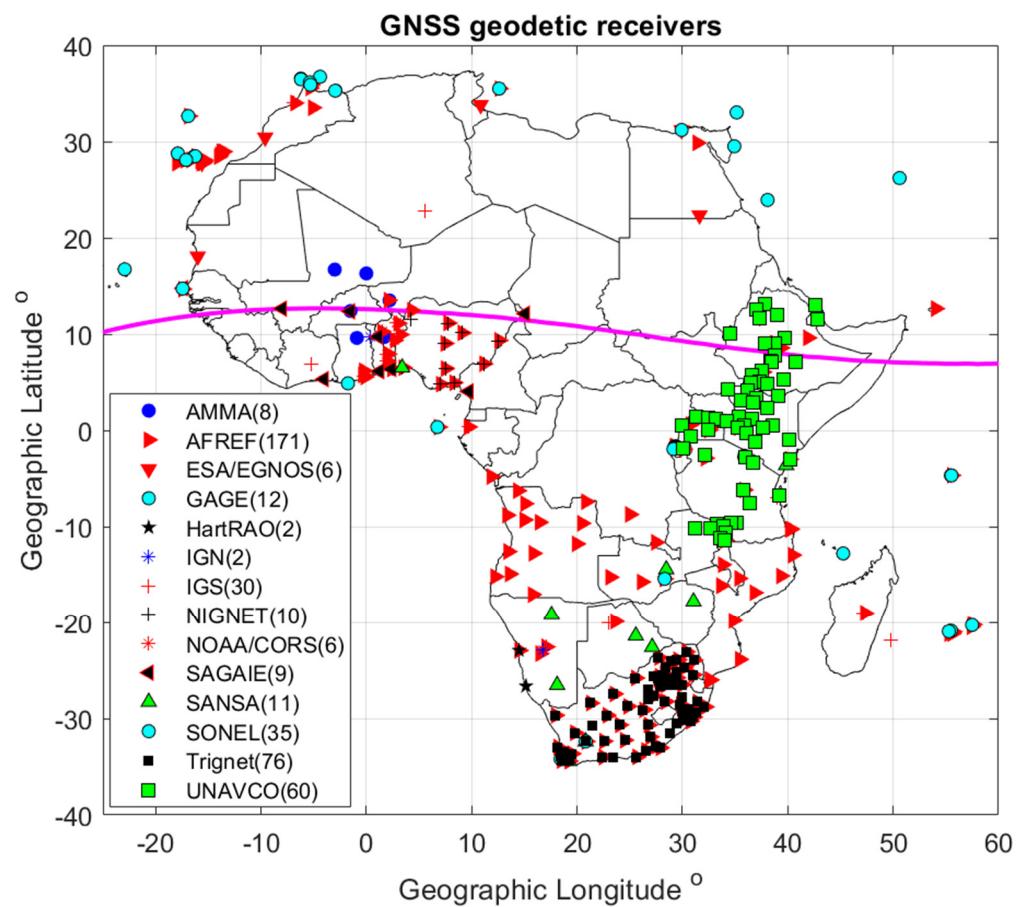 GNSS geodetic receivers
40
30
20
10
0
-10
-20
-30
-40
Geographic Latitude o
AMMA(8)
AFREF(171)
ESA/EGNOS(6)
GAGE(12)
HartRAO(2)
IGN(2)
IGS(30)
NIGNET(10)
NOAA/CORS(6)
SAGAIE(9)
SANSA(11)
SONEL(35)
Trignet(76)
UNAVCO(60)
-20 -10 0 10 20 30 40 50 60
Geographic Longitude o